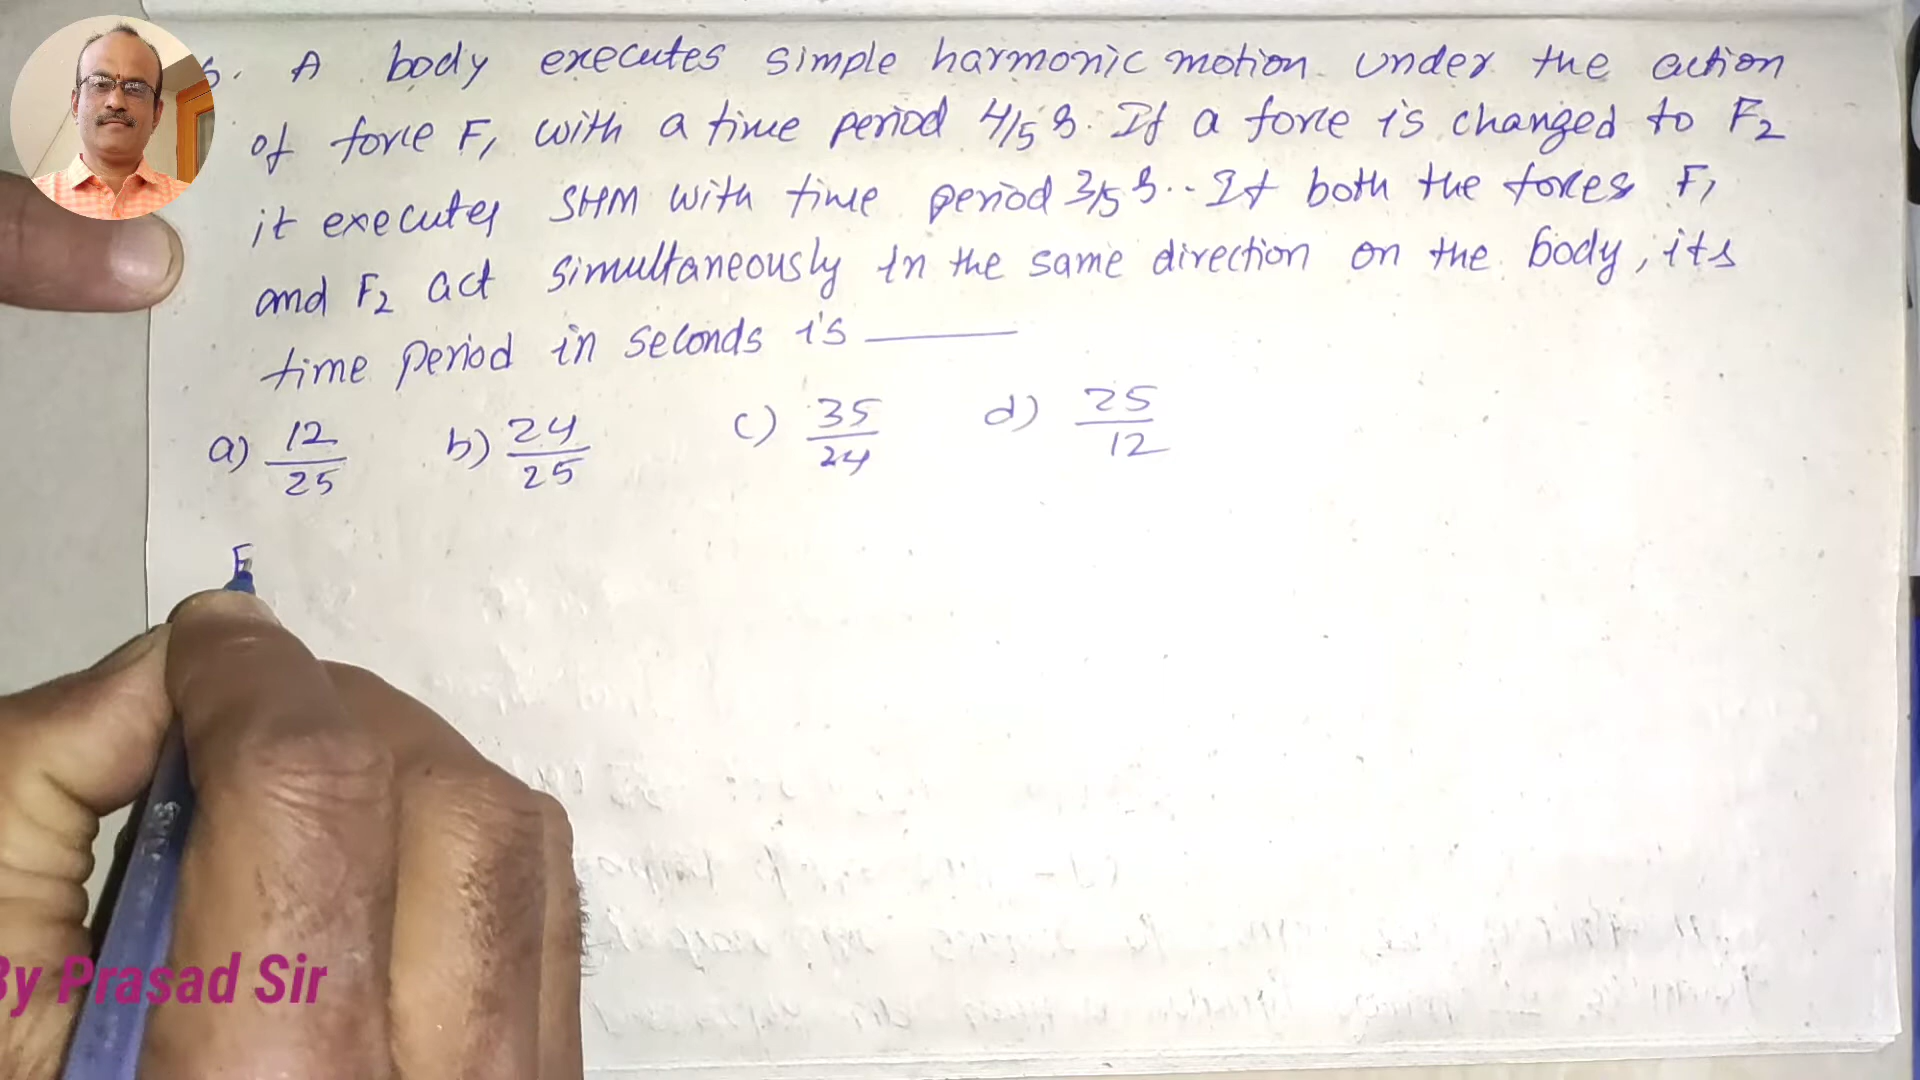 6. A body executes simple harmonic motion under the action
of force F1 with a time period 4/5 s. If a force is changed to F2
it executes SHM with time period 3/5 s.. If both the forces F1
and F2 act simultaneously in the same direction on the body, its
time period in seconds is ______
a) 12/25 b) 24/25 c) 35/24 d) 25/12
F
By Prasad Sir